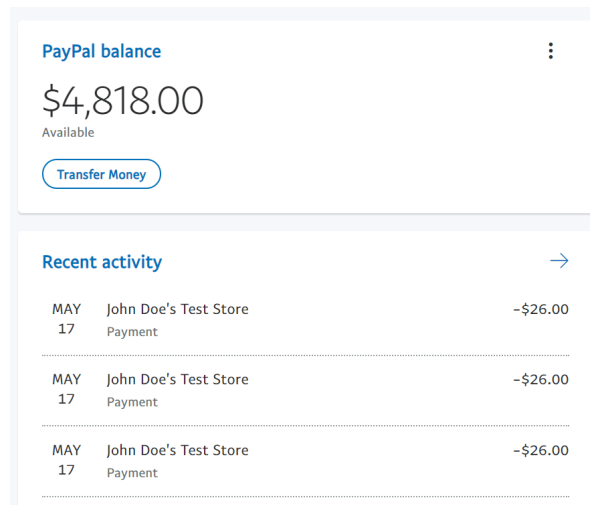 PayPal balance
$4,818.00
Available
Transfer Money
Recent activity
MAY 17 John Doe's Test Store -$26.00
Payment
MAY 17 John Doe's Test Store -$26.00
Payment
MAY 17 John Doe's Test Store -$26.00
Payment